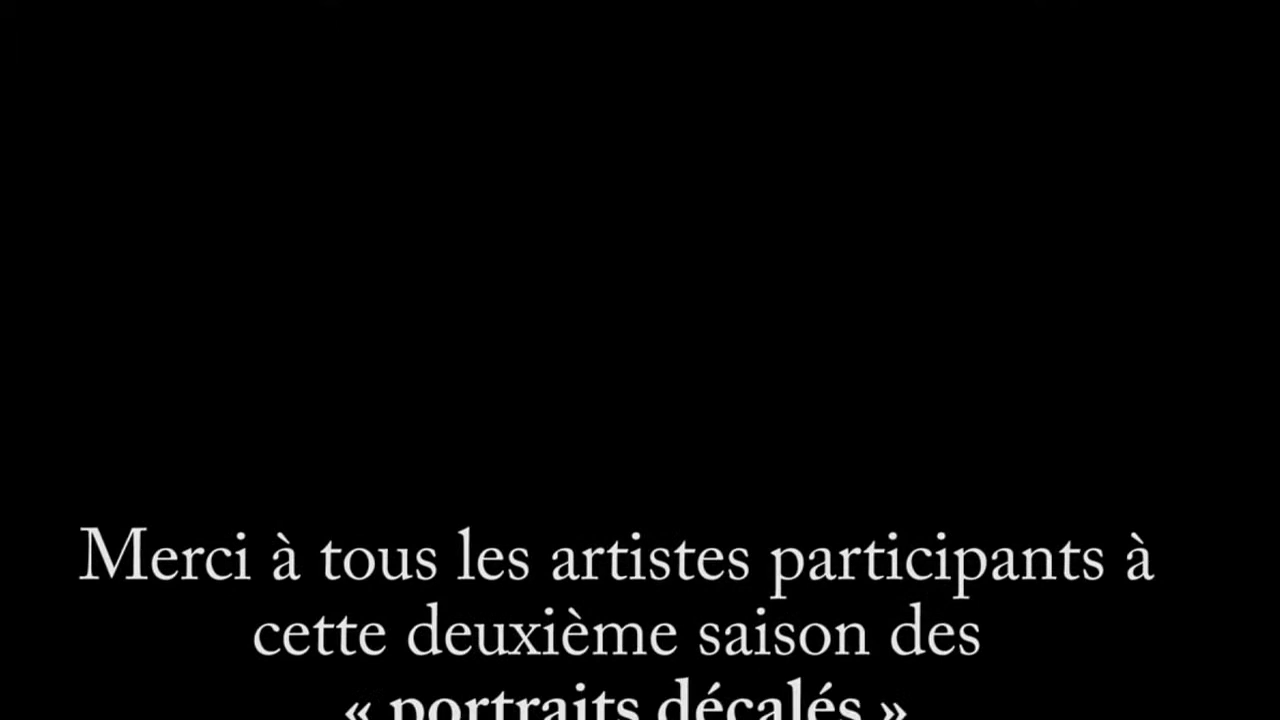 Merci à tous les artistes participants à
cette deuxième saison des
« portraits décalés »